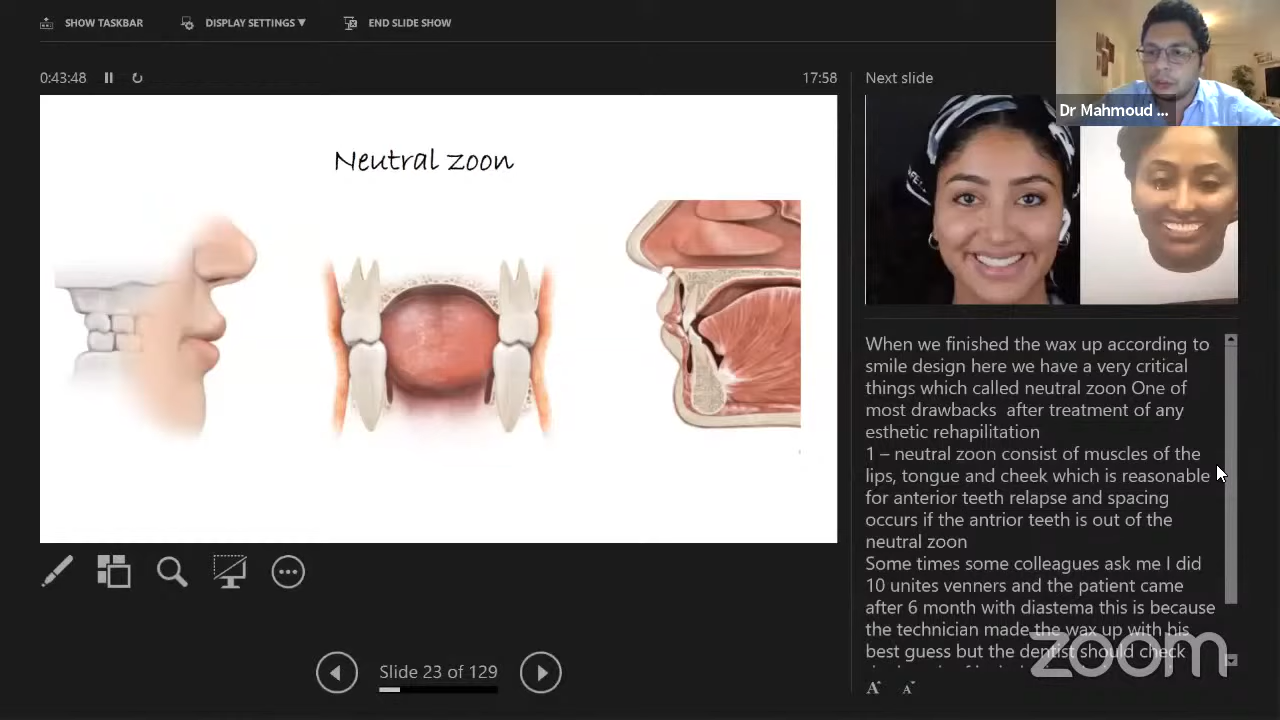 SHOW TASKBAR
DISPLAY SETTINGS ▼
END SLIDE SHOW
0:43:48
17:58
Next slide
Dr Mahmoud ...
Neutral zoon
When we finished the wax up according to
smile design here we have a very critical
things which called neutral zoon One of
most drawbacks after treatment of any
esthetic rehapilitation
1 – neutral zoon consist of muscles of the
lips, tongue and cheek which is reasonable
for anterior teeth relapse and spacing
occurs if the antrior teeth is out of the
neutral zoon
Some times some colleagues ask me I did
10 unites venners and the patient came
after 6 month with diastema this is because
the technician made the wax up with his
best guess but the dentist should check
zoom
Slide 23 of 129
A
A